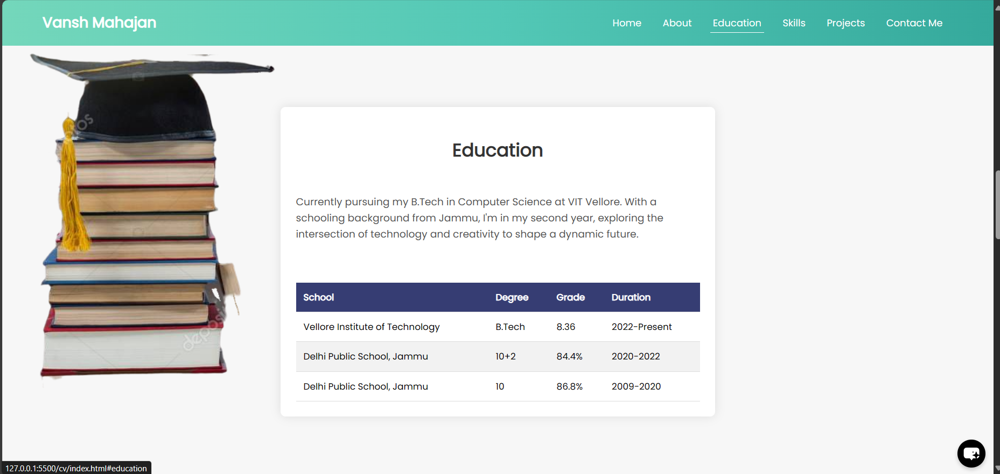 Vansh Mahajan
Home About Education Skills Projects Contact Me
Education
Currently pursuing my B.Tech in Computer Science at VIT Vellore. With a
schooling background from Jammu, I'm in my second year, exploring the
intersection of technology and creativity to shape a dynamic future.
School Degree Grade Duration
Vellore Institute of Technology B.Tech 8.36 2022-Present
Delhi Public School, Jammu 10+2 84.4% 2020-2022
Delhi Public School, Jammu 10 86.8% 2009-2020
127.0.0.1:5500/cv/index.html#education